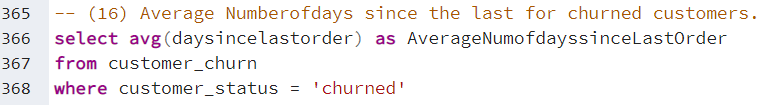 365 -- (16) Average Numberofdays since the last for churned customers.
366 select avg(daysincelastorder) as AverageNumofdayssinceLastOrder
367 from customer_churn
368 where customer_status = 'churned'